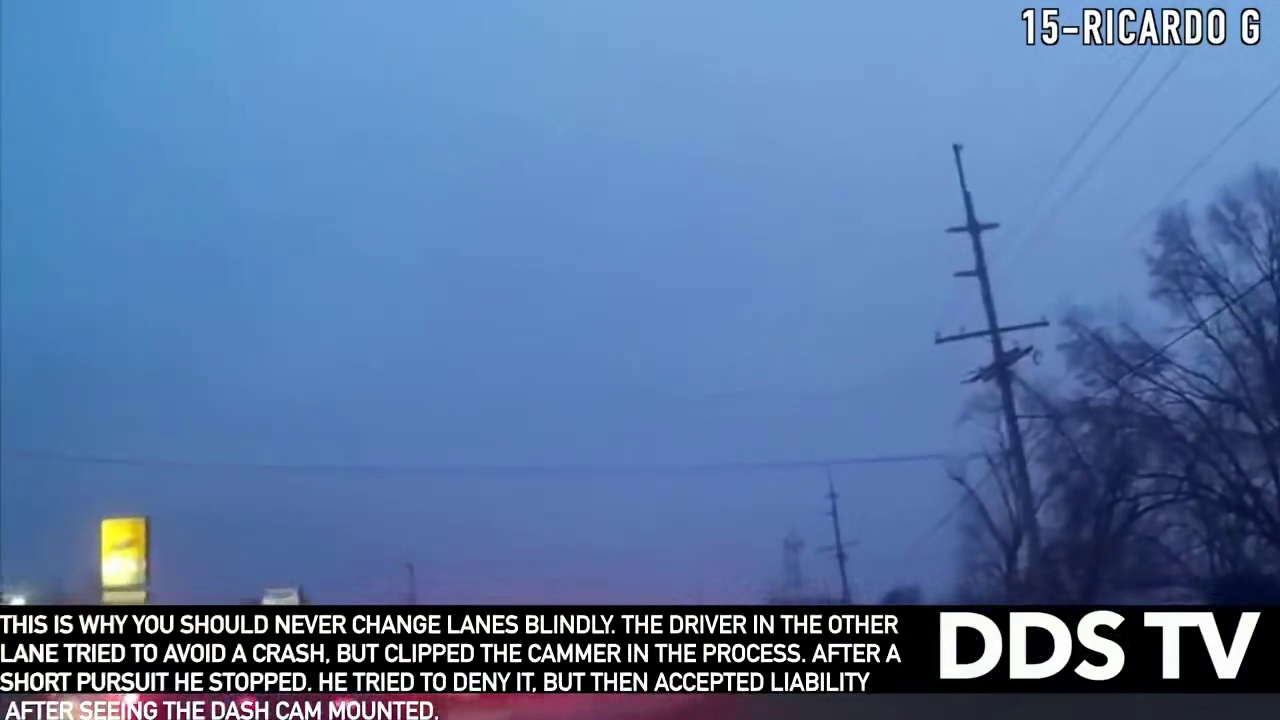 15-RICARDO G
THIS IS WHY YOU SHOULD NEVER CHANGE LANES BLINDLY. THE DRIVER IN THE OTHER
LANE TRIED TO AVOID A CRASH, BUT CLIPPED THE CAMMER IN THE PROCESS. AFTER A
SHORT PURSUIT HE STOPPED. HE TRIED TO DENY IT, BUT THEN ACCEPTED LIABILITY
AFTER SEEING THE DASH CAM MOUNTED.
DDS TV